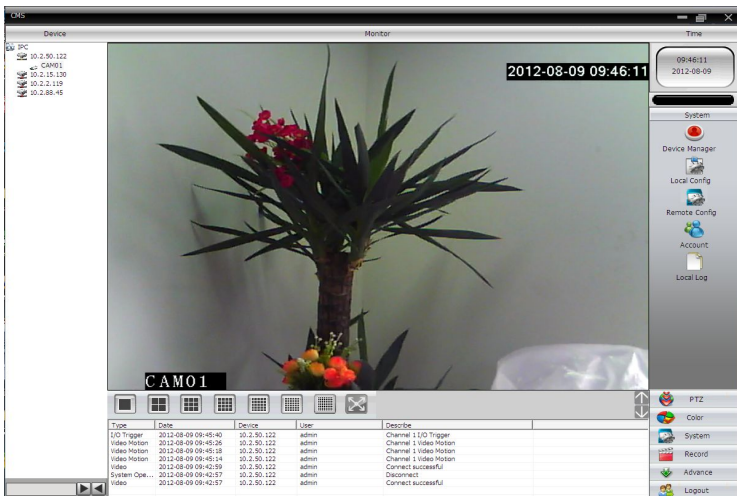 CMS
Device
Monitor
Time
IPC
10.2.50.122
CAM01
10.2.15.130
10.2.2.119
10.2.88.45
2012-08-09 09:46:11
CAM01
09:46:11
2012-08-09
System
Device Manager
Local Config
Remote Config
Account
Local Log
PTZ
Color
System
Record
Advance
Logout
Type Date Device User Describe
I/O Trigger 2012-08-09 09:45:40 10.2.50.122 admin Channel 1 I/O Trigger
Video Motion 2012-08-09 09:45:26 10.2.50.122 admin Channel 1 Video Motion
Video Motion 2012-08-09 09:45:18 10.2.50.122 admin Channel 1 Video Motion
Video Motion 2012-08-09 09:45:14 10.2.50.122 admin Channel 1 Video Motion
Video 2012-08-09 09:42:59 10.2.50.122 admin Connect successful
System Ope... 2012-08-09 09:42:57 10.2.50.122 admin Disconnect
Video 2012-08-09 09:42:57 10.2.50.122 admin Connect successful